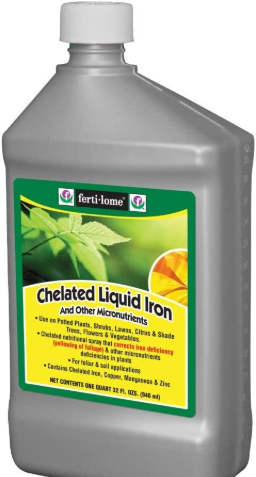 ferti·lome®
Chelated Liquid Iron
And Other Micronutrients
• Use on Potted Plants, Shrubs, Lawns, Citrus & Shade
Trees, Flowers & Vegetables.
• Chelated nutritional spray that corrects iron deficiency
(yellowing of foliage) & other micronutrients
deficiencies in plants
• For foliar & soil applications
• Contains Chelated Iron, Copper, Manganese & Zinc
NET CONTENTS ONE QUART 32 FL. OZS. (946 ml)